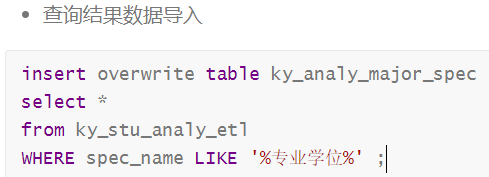 查询结果数据导入
insert overwrite table ky_analy_major_spec
select *
from ky_stu_analy_etl
WHERE spec_name LIKE '%专业学位%' ;